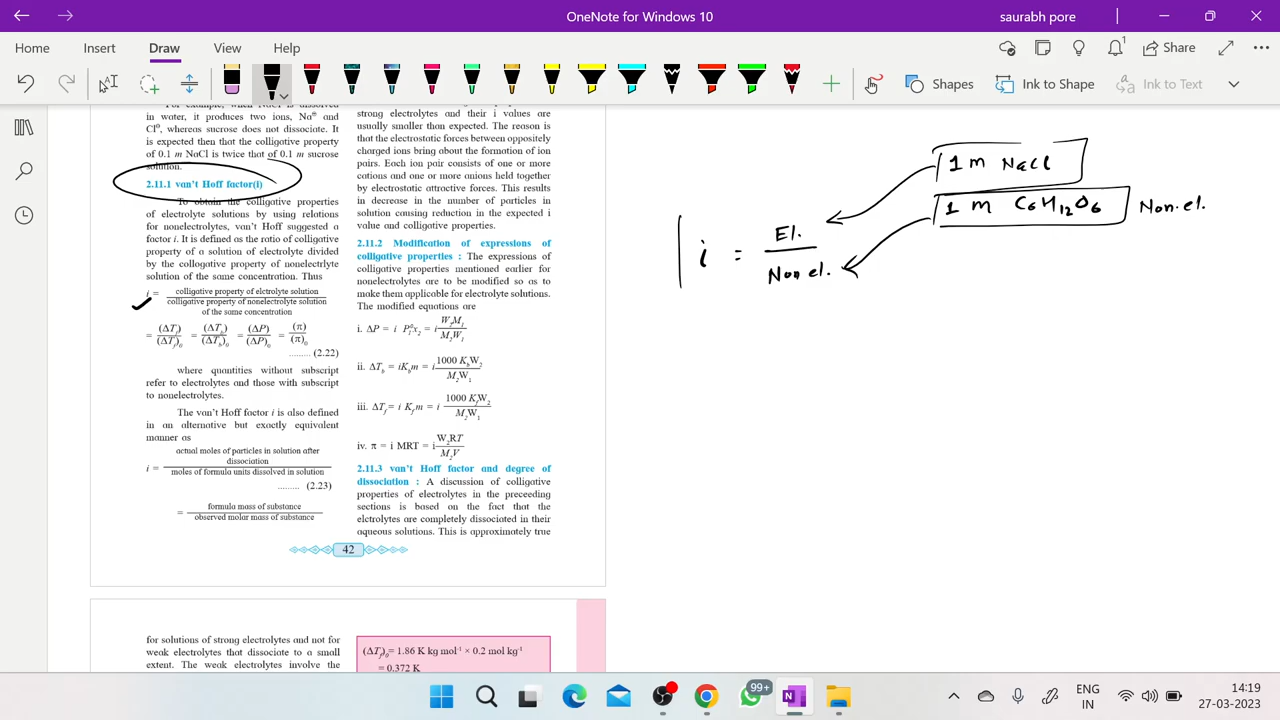 OneNote for Windows 10
saurabh pore
Home Insert Draw View Help
Share
Shapes
Ink to Shape
Ink to Text
For example, when NaCl is dissolved
in water, it produces two ions, Na⊕ and
Cl⊖, whereas sucrose does not dissociate. It
is expected then that the colligative property
of 0.1 m NaCl is twice that of 0.1 m sucrose
solution.
2.11.1 van't Hoff factor(i)
To obtain the colligative properties
of electrolyte solutions by using relations
for nonelectrolytes, van't Hoff suggested a
factor i. It is defined as the ratio of colligative
property of a solution of electrolyte divided
by the collogative property of nonelectrlyte
solution of the same concentration. Thus
i = colligative property of elctrolyte solution
colligative property of nonelectrolyte solution
of the same concentration
= (ΔTf)/(ΔTf)0 = (ΔTb)/(ΔTb)0 = (ΔP)/(ΔP)0 = (π)/(π)0
......... (2.22)
where quantities without subscript
refer to electrolytes and those with subscript
to nonelectrolytes.
The van't Hoff factor i is also defined
in an alternative but exactly equivalent
manner as
i = actual moles of particles in solution after
dissociation
moles of formula units dissolved in solution
........ (2.23)
= formula mass of substance
observed molar mass of substance
strong electrolytes and their i values are
usually smaller than expected. The reason is
that the electrostatic forces between oppositely
charged ions bring about the formation of ion
pairs. Each ion pair consists of one or more
cations and one or more anions held together
by electrostatic attractive forces. This results
in decrease in the number of particles in
solution causing reduction in the expected i
value and colligative properties.
2.11.2 Modification of expressions of
colligative properties : The expressions of
colligative properties mentioned earlier for
nonelectrolytes are to be modified so as to
make them applicable for electrolyte solutions.
The modified equations are
i. ΔP = i P₁⁰x₂ = i W₂M₁/M₂W₁
ii. ΔTb = iKb m = i 1000 KbW₂/M₂W₁
iii. ΔTf = i Kf m = i 1000 KfW₂/M₂W₁
iv. π = i MRT = i W₂RT/M₂V
2.11.3 van't Hoff factor and degree of
dissociation : A discussion of colligative
properties of electrolytes in the preceeding
sections is based on the fact that the
elctrolytes are completely dissociated in their
aqueous solutions. This is approximately true
42
for solutions of strong electrolytes and not for
weak electrolytes that dissociate to a small
extent. The weak electrolytes involve the
(ΔTf)0 = 1.86 K kg mol⁻¹ × 0.2 mol kg⁻¹
= 0.372 K
1 m NaCl
1 m C6H12O6 Non.el.
i = El.
Non el.
99+
ENG
IN
14:19
27-03-2023